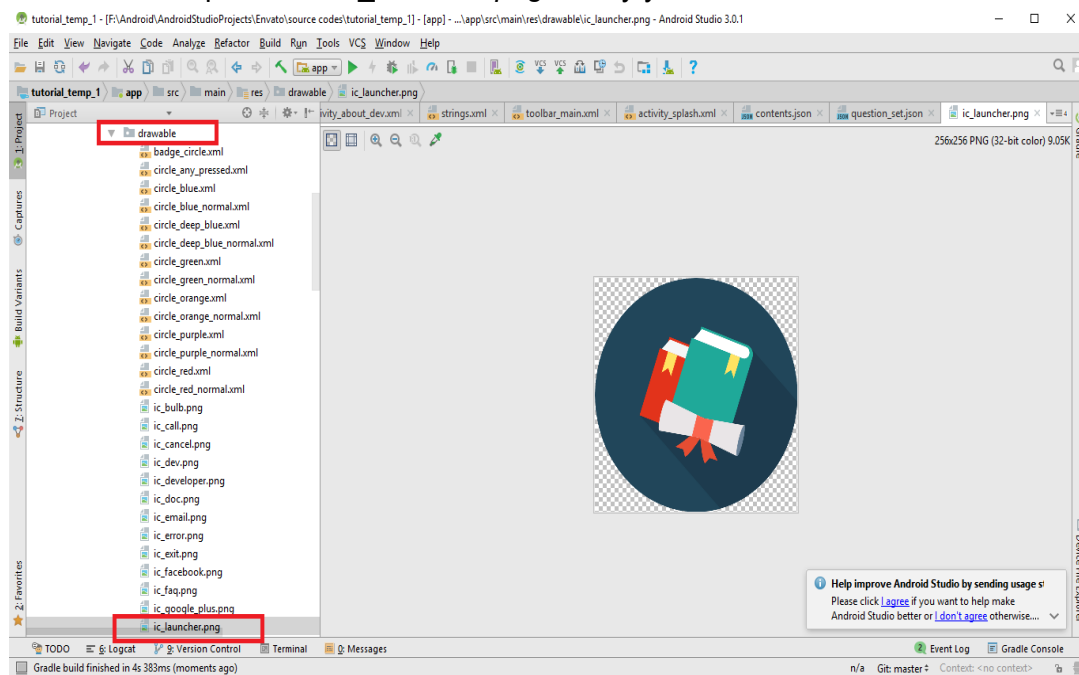 tutorial_temp_1 - [F:\Android\AndroidStudioProjects\Envato\source codes\tutorial_temp_1] - [app] - ...\app\src\main\res\drawable\ic_launcher.png - Android Studio 3.0.1
File Edit View Navigate Code Analyze Refactor Build Run Tools VCS Window Help
app
VCS VCS
tutorial_temp_1 app src main res drawable ic_launcher.png
Project
ivity_about_dev.xml strings.xml toolbar_main.xml activity_splash.xml contents.json question_set.json ic_launcher.png
1: Project
Captures
Build Variants
Z: Structure
2: Favorites
drawable
badge_circle.xml
circle_any_pressed.xml
circle_blue.xml
circle_blue_normal.xml
circle_deep_blue.xml
circle_deep_blue_normal.xml
circle_green.xml
circle_green_normal.xml
circle_orange.xml
circle_orange_normal.xml
circle_purple.xml
circle_purple_normal.xml
circle_red.xml
circle_red_normal.xml
ic_bulb.png
ic_call.png
ic_cancel.png
ic_dev.png
ic_developer.png
ic_doc.png
ic_email.png
ic_error.png
ic_exit.png
ic_facebook.png
ic_faq.png
ic_google_plus.png
ic_launcher.png
256x256 PNG (32-bit color) 9.05K
Gradle
Help improve Android Studio by sending usage st
Please click I agree if you want to help make
Android Studio better or I don't agree otherwise....
TODO 6: Logcat 9: Version Control Terminal 0: Messages
2 Event Log Gradle Console
Gradle build finished in 4s 383ms (moments ago)
n/a Git: master Context: <no context>